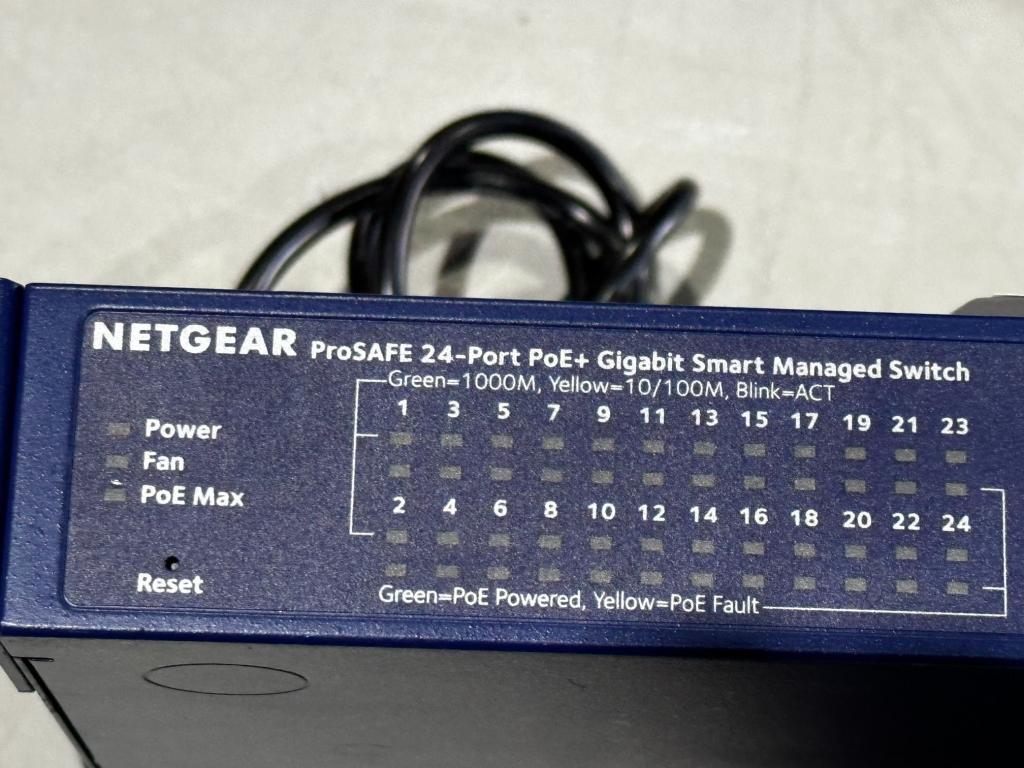 NETGEAR ProSAFE 24-Port PoE+ Gigabit Smart Managed Switch
Green=1000M, Yellow=10/100M, Blink=ACT
1 3 5 7 9 11 13 15 17 19 21 23
Power
Fan
PoE Max
2 4 6 8 10 12 14 16 18 20 22 24
Reset
Green=PoE Powered, Yellow=PoE Fault